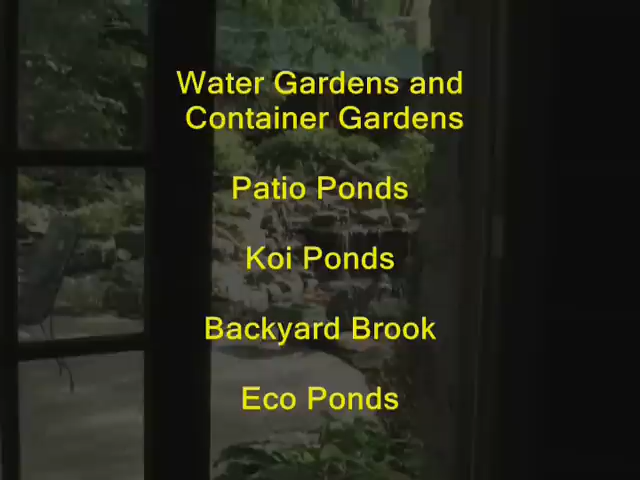 Water Gardens and
Container Gardens
Patio Ponds
Koi Ponds
Backyard Brook
Eco Ponds